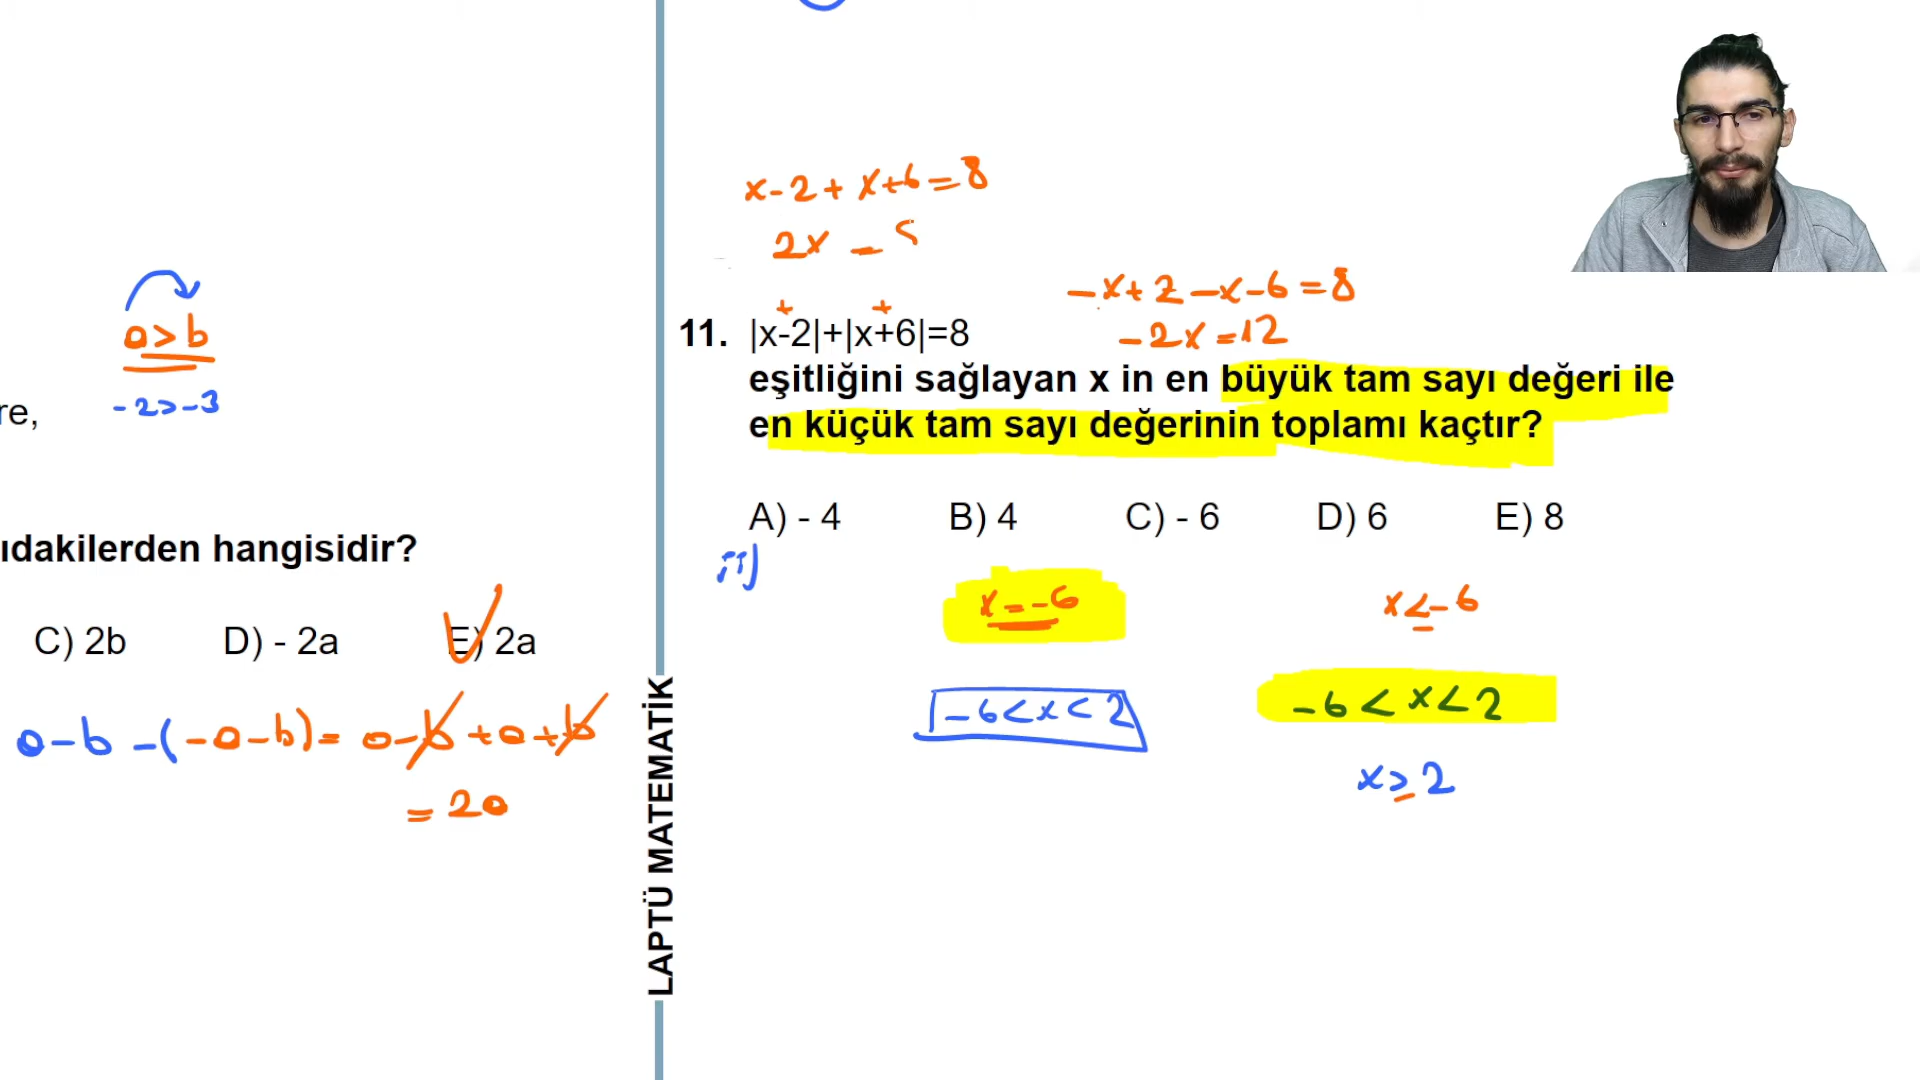 a>b
-2>-3
re,
ıdakilerden hangisidir?
C) 2b D) - 2a E) 2a
a-b -(-a-b)= a-b+a+b
= 2a
LAPTÜ MATEMATİK
x-2+x+6=8
2x =
-x+2-x-6=8
-2x=12
+ +
11. |x-2|+|x+6|=8
eşitliğini sağlayan x in en büyük tam sayı değeri ile
en küçük tam sayı değerinin toplamı kaçtır?
A) - 4 B) 4 C) - 6 D) 6 E) 8
x=-6 x≤-6
-6<x<2 -6<x<2
x≥2